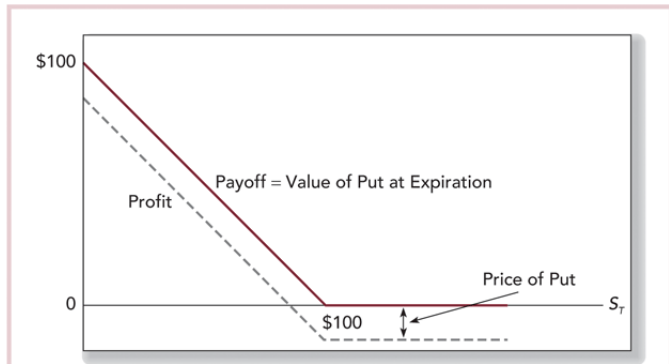 $100
Payoff = Value of Put at Expiration
Profit
Price of Put
0
S_T
$100